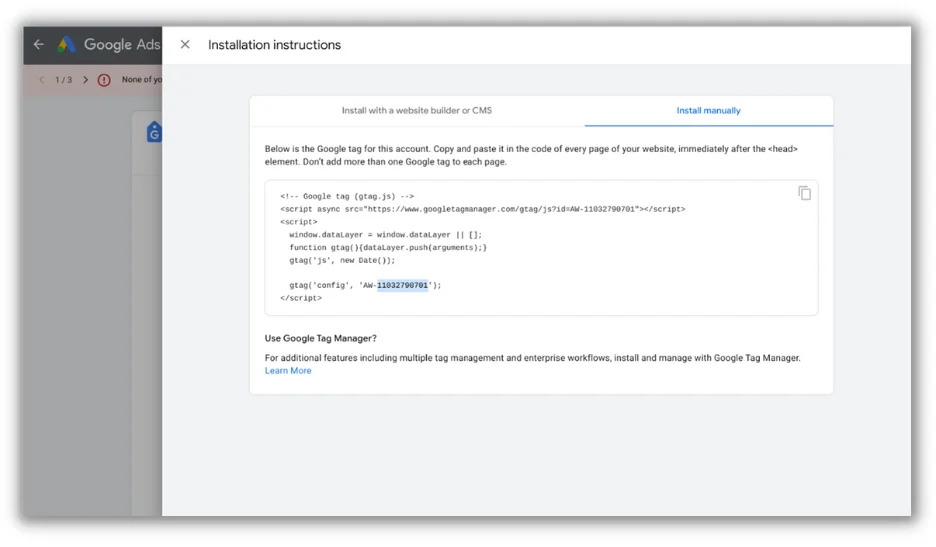 Google Ads
Installation instructions
1 / 3
None of yo
Install with a website builder or CMS
Install manually
Below is the Google tag for this account. Copy and paste it in the code of every page of your website, immediately after the <head>
element. Don't add more than one Google tag to each page.
<!-- Google tag (gtag.js) -->
<script async src="https://www.googletagmanager.com/gtag/js?id=AW-11032790701"></script>
<script>
window.dataLayer = window.dataLayer || [];
function gtag(){dataLayer.push(arguments);}
gtag('js', new Date());
gtag('config', 'AW-11032790701');
</script>
Use Google Tag Manager?
For additional features including multiple tag management and enterprise workflows, install and manage with Google Tag Manager.
Learn More